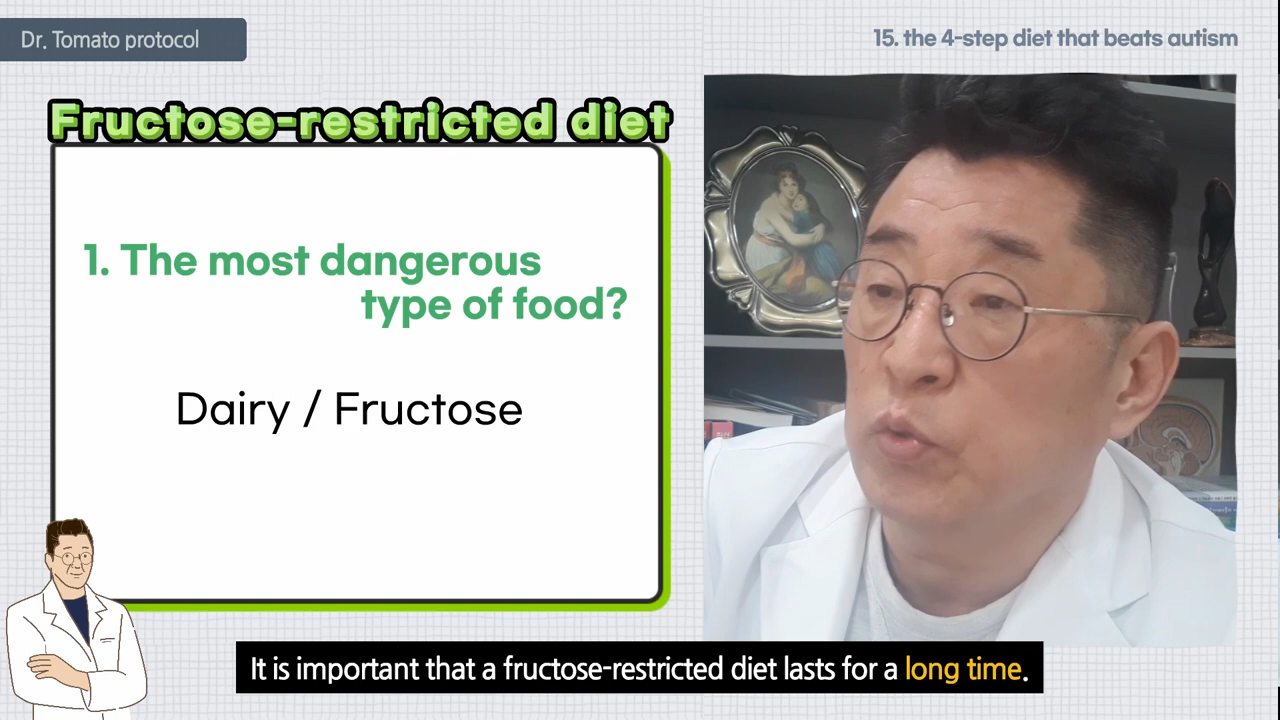 Dr. Tomato protocol
15. the 4-step diet that beats autism
Fructose-restricted diet
1. The most dangerous
type of food?
Dairy / Fructose
It is important that a fructose-restricted diet lasts for a long time.